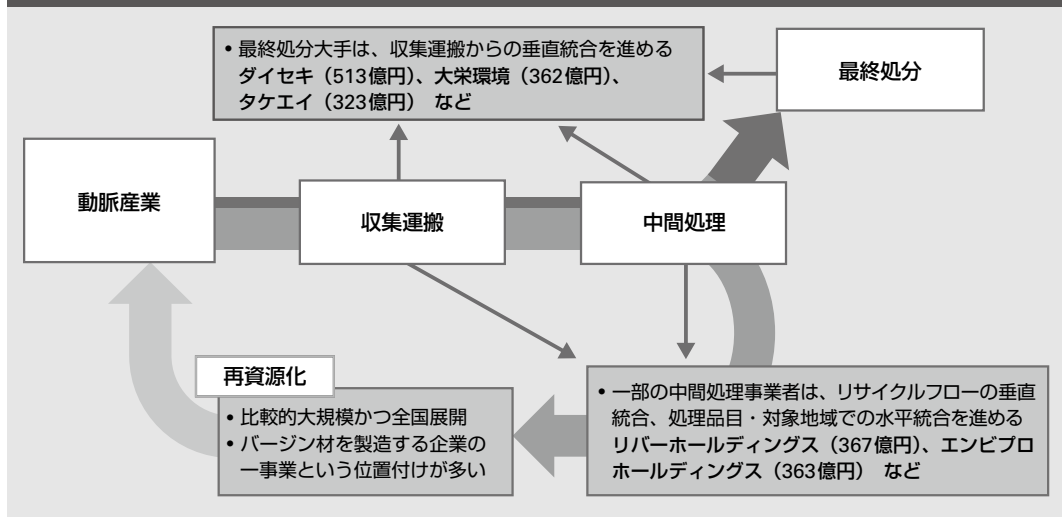 • 最終処分大手は、収集運搬からの垂直統合を進める
ダイセキ（513億円）、大栄環境（362億円）、
タケエイ（323億円） など
最終処分
動脈産業
収集運搬
中間処理
再資源化
• 比較的大規模かつ全国展開
• バージン材を製造する企業の
一事業という位置付けが多い
• 一部の中間処理事業者は、リサイクルフローの垂直
統合、処理品目・対象地域での水平統合を進める
リバーホールディングス（367億円）、エンビプロ
ホールディングス（363億円） など